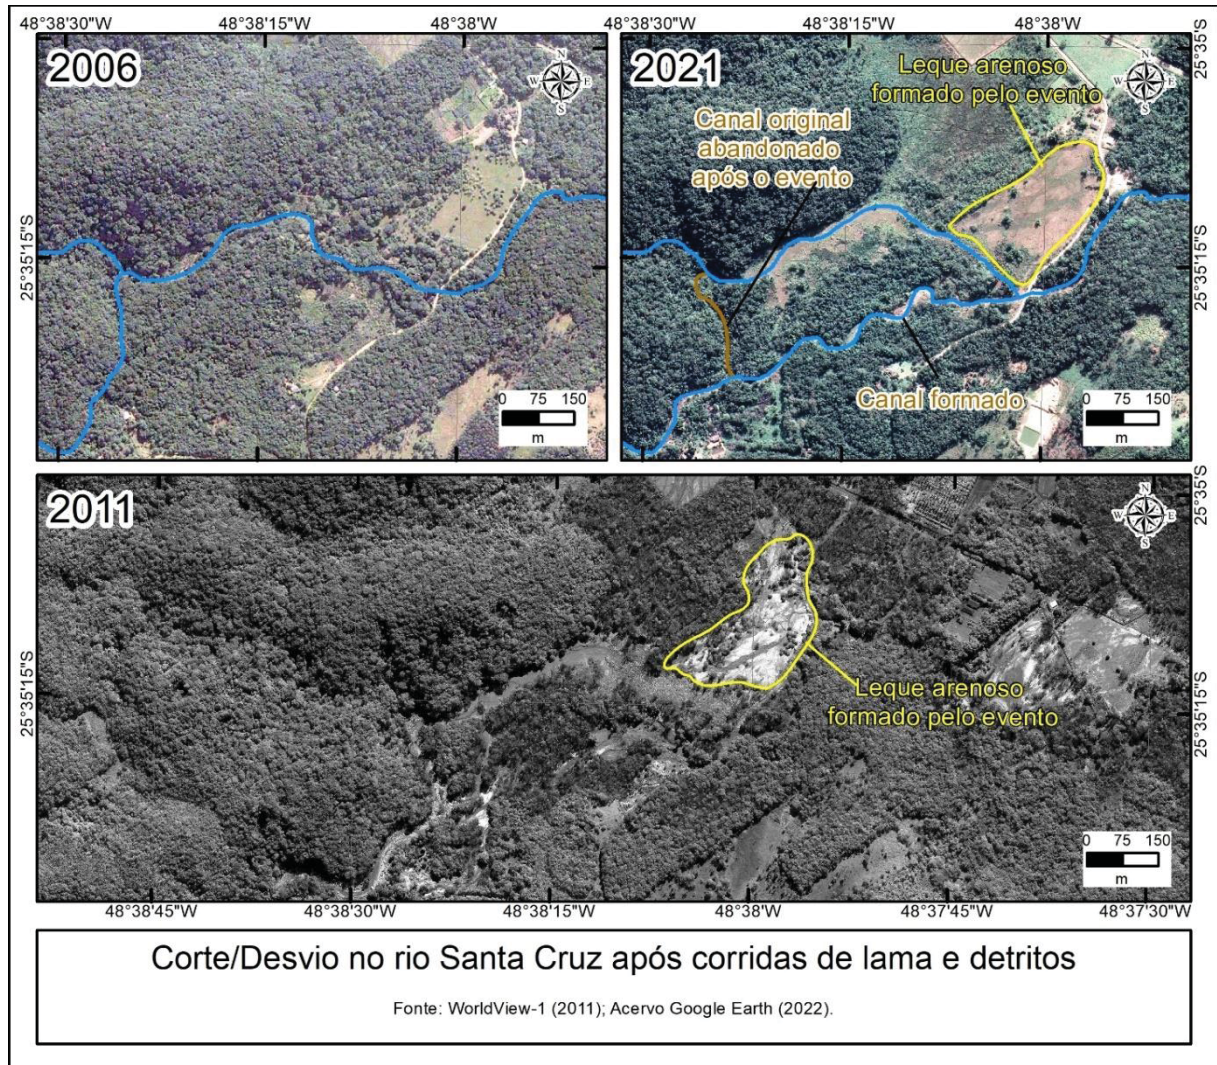 48°38'30"W
48°38'15"W
48°38'W
48°38'30"W
48°38'15"W
48°38'W
2006
N
W E
S
25°35'15"S
0 75 150
m
2021
N
W E
S
Leque arenoso
formado pelo evento
Canal original
abandonado
após o evento
Canal formado
25°35'S
25°35'15"S
0 75 150
m
2011
N
W E
S
25°35'S
25°35'15"S
25°35'15"S
Leque arenoso
formado pelo evento
0 75 150
m
48°38'45"W
48°38'30"W
48°38'15"W
48°38'W
48°37'45"W
48°37'30"W
Corte/Desvio no rio Santa Cruz após corridas de lama e detritos
Fonte: WorldView-1 (2011); Acervo Google Earth (2022).